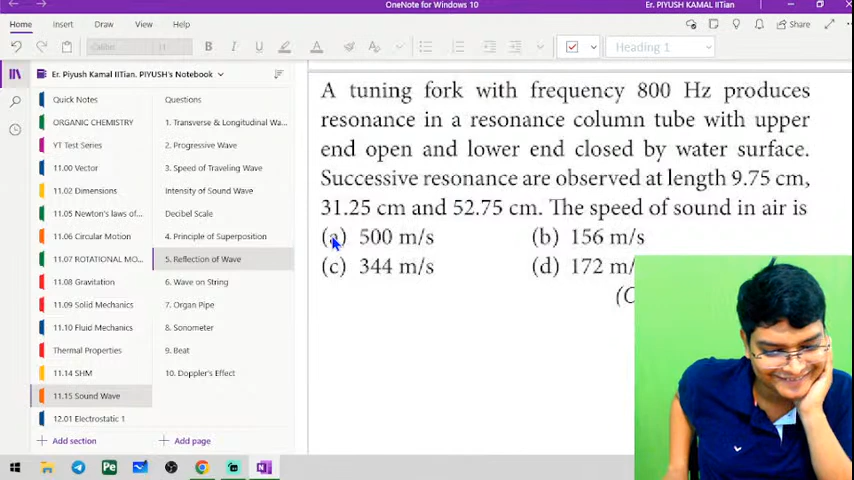 OneNote for Windows 10
Er. PIYUSH KAMAL IITian
Home
Insert
Draw
View
Help
Share
Calibri
11
B
I
U
A
Heading 1
Er. Piyush Kamal IITian. PIYUSH's Notebook
Quick Notes
ORGANIC CHEMISTRY
YT Test Series
11.00 Vector
11.02 Dimensions
11.05 Newton's laws of...
11.06 Circular Motion
11.07 ROTATIONAL MO...
11.08 Gravitation
11.09 Solid Mechanics
11.10 Fluid Mechanics
Thermal Properties
11.14 SHM
11.15 Sound Wave
12.01 Electrostatic 1
Add section
Questions
1. Transverse & Longitudinal Wa...
2. Progressive Wave
3. Speed of Traveling Wave
Intensity of Sound Wave
Decibel Scale
4. Principle of Superposition
5. Reflection of Wave
6. Wave on String
7. Organ Pipe
8. Sonometer
9. Beat
10. Doppler's Effect
Add page
A tuning fork with frequency 800 Hz produces
resonance in a resonance column tube with upper
end open and lower end closed by water surface.
Successive resonance are observed at length 9.75 cm,
31.25 cm and 52.75 cm. The speed of sound in air is
(a) 500 m/s (b) 156 m/s
(c) 344 m/s (d) 172 m/